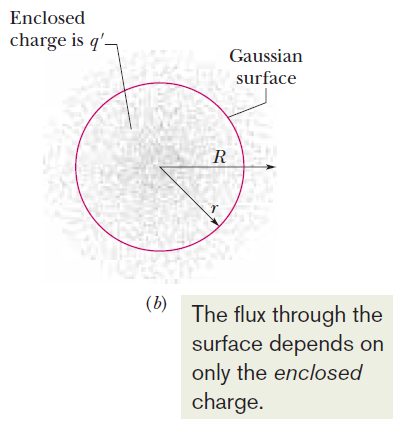 Enclosed
charge is q'
Gaussian
surface
R
r
(b)
The flux through the
surface depends on
only the enclosed
charge.